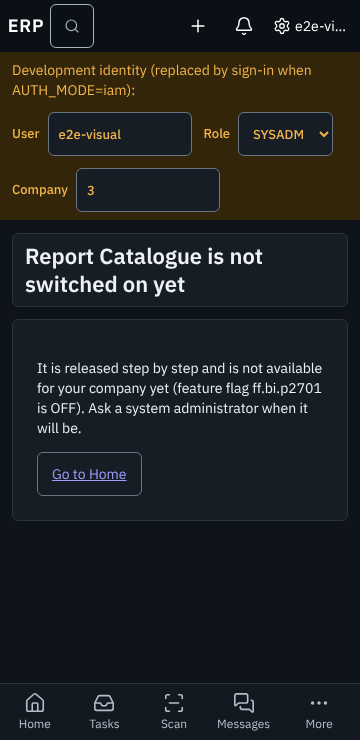 ERP
e2e-vi...
Development identity (replaced by sign-in when
AUTH_MODE=iam):
User e2e-visual Role SYSADM
Company 3
Report Catalogue is not
switched on yet
It is released step by step and is not available
for your company yet (feature flag ff.bi.p2701
is OFF). Ask a system administrator when it
will be.
Go to Home
Home Tasks Scan Messages More